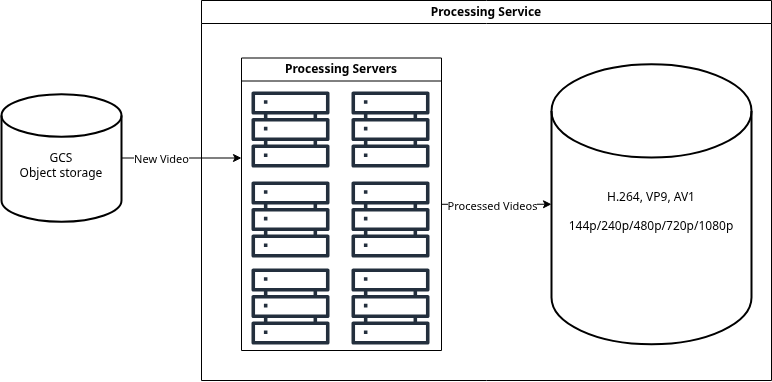 Processing Service
Processing Servers
GCS
Object storage
New Video
Processed Videos
H.264, VP9, AV1
144p/240p/480p/720p/1080p